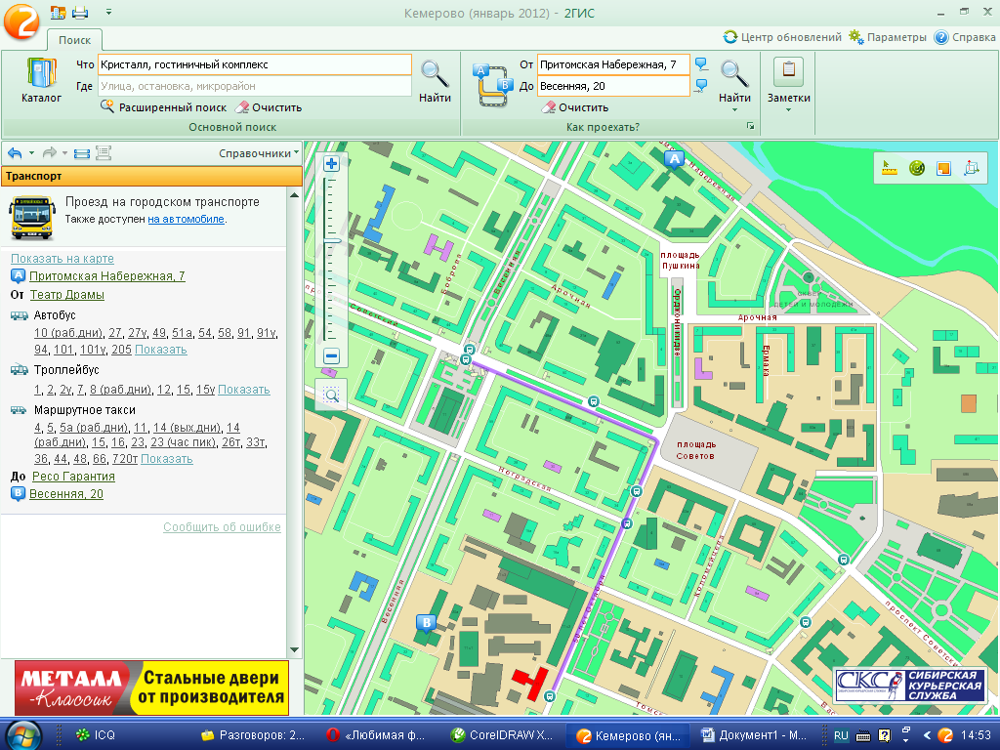 Кемерово (январь 2012) - 2ГИС
Поиск
Центр обновлений
Параметры
Справка
Каталог
Что
Кристалл, гостиничный комплекс
Где
Улица, остановка, микрорайон
Расширенный поиск
Очистить
Найти
Основной поиск
От
Притомская Набережная, 7
До
Весенняя, 20
Очистить
Найти
Как проехать?
Заметки
Справочники
Транспорт
Проезд на городском транспорте
Также доступен на автомобиле.
Показать на карте
A Притомская Набережная, 7
От Театр Драмы
Автобус
10 (раб.дни), 27, 27у, 49, 51а, 54, 58, 91, 91у,
94, 101, 101у, 205 Показать
Троллейбус
1, 2, 2у, 7, 8 (раб.дни), 12, 15, 15у Показать
Маршрутное такси
4, 5, 5а (раб.дни), 11, 14 (вых.дни), 14
(раб.дни), 15, 16, 23, 23 (час пик), 26т, 33т,
36, 44, 48, 66, 720т Показать
До Ресо Гарантия
B Весенняя, 20
Сообщить об ошибке
МЕТАЛЛ
-Классик
Стальные двери
от производителя
A
Набережная
площадь
Пушкина
Весенняя
Арочная
Советский
Орджоникидзе
сквер
детей и молодёжи
Арочная
Ермака
площадь
Советов
Ноградская
Коломейцева
Весенняя
50 лет Октября
проспект Советск
B
СКС
СИБИРСКАЯ
КУРЬЕРСКАЯ
СЛУЖБА
ICQ
Разговоров: 2...
«Любимая ф...
CorelDRAW X...
Кемерово (ян...
Документ1 - M...
RU
14:53